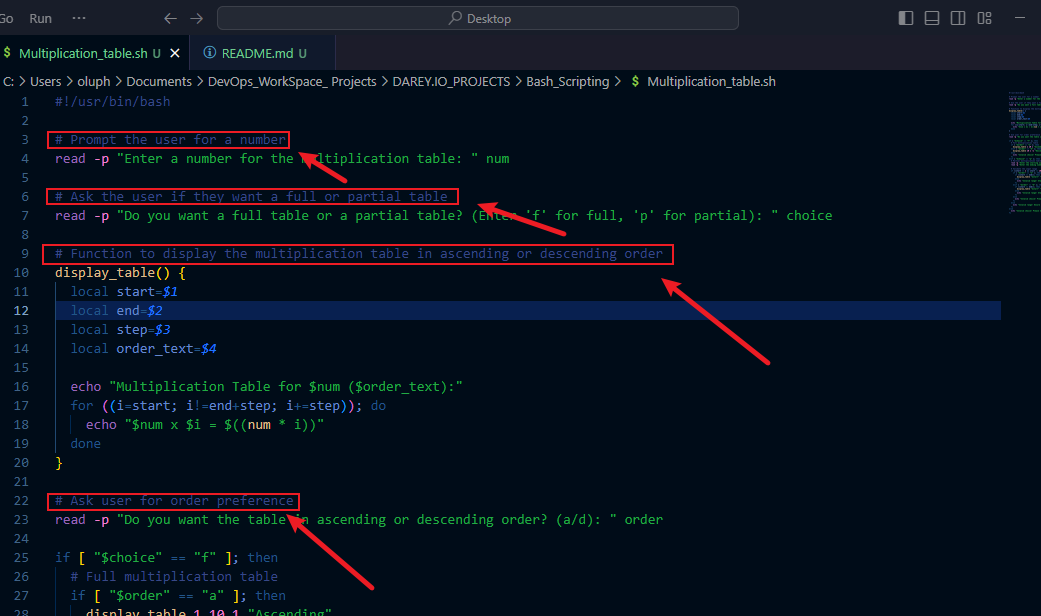 Go Run ··· Desktop
$ Multiplication_table.sh U README.md U
C: > Users > oluph > Documents > DevOps_WorkSpace_ Projects > DAREY.IO_PROJECTS > Bash_Scripting > $ Multiplication_table.sh
1 #!/usr/bin/bash
2
3 # Prompt the user for a number
4 read -p "Enter a number for the multiplication table: " num
5
6 # Ask the user if they want a full or partial table
7 read -p "Do you want a full table or a partial table? (Enter 'f' for full, 'p' for partial): " choice
8
9 # Function to display the multiplication table in ascending or descending order
10 display_table() {
11 local start=$1
12 local end=$2
13 local step=$3
14 local order_text=$4
15
16 echo "Multiplication Table for $num ($order_text):"
17 for ((i=start; i!=end+step; i+=step)); do
18 echo "$num x $i = $((num * i))"
19 done
20 }
21
22 # Ask user for order preference
23 read -p "Do you want the table in ascending or descending order? (a/d): " order
24
25 if [ "$choice" == "f" ]; then
26 # Full multiplication table
27 if [ "$order" == "a" ]; then
28 display_table 1 10 1 "Ascending"